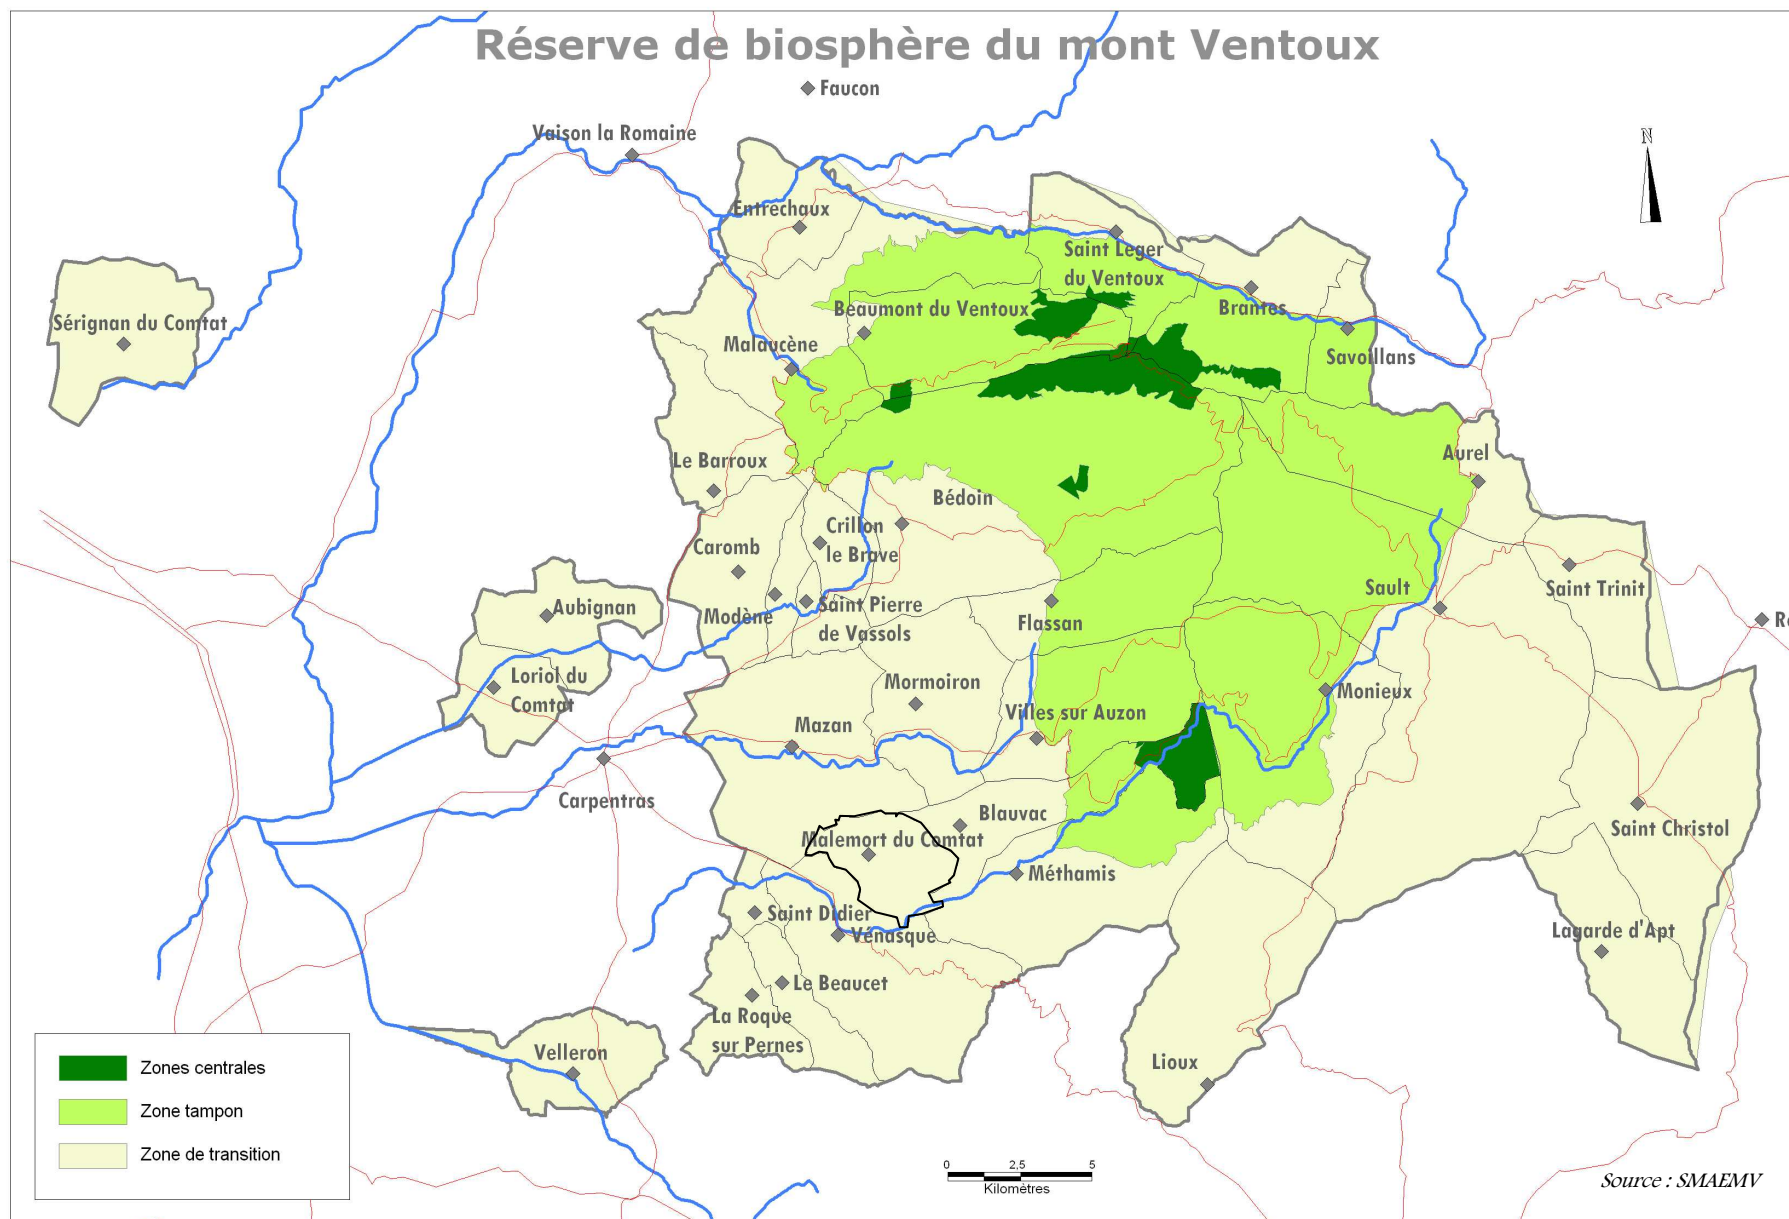 Réserve de biosphère du mont Ventoux
Faucon
Vaison la Romaine
N
Entrechaux
Saint Leger
du Ventoux
Brantes
Beaumont du Ventoux
Sérignan du Comtat
Savoillans
Malaucène
Le Barroux
Aurel
Bédoin
Crillon
le Brave
Caromb
Saint Trinit
Sault
Aubignan
Modène
Saint Pierre
de Vassols
Flassan
Loriol du
Comtat
Mormoiron
Monieux
Mazan
Villes sur Auzon
Carpentras
Blauvac
Malemort du Comtat
Saint Christol
Méthamis
Saint Didier
Vénasque
Lagarde d'Apt
Le Beaucet
La Roque
sur Pernes
Velleron
Lioux
Zones centrales
Zone tampon
Zone de transition
0 2,5 5
Kilomètres
Source : SMAEMV